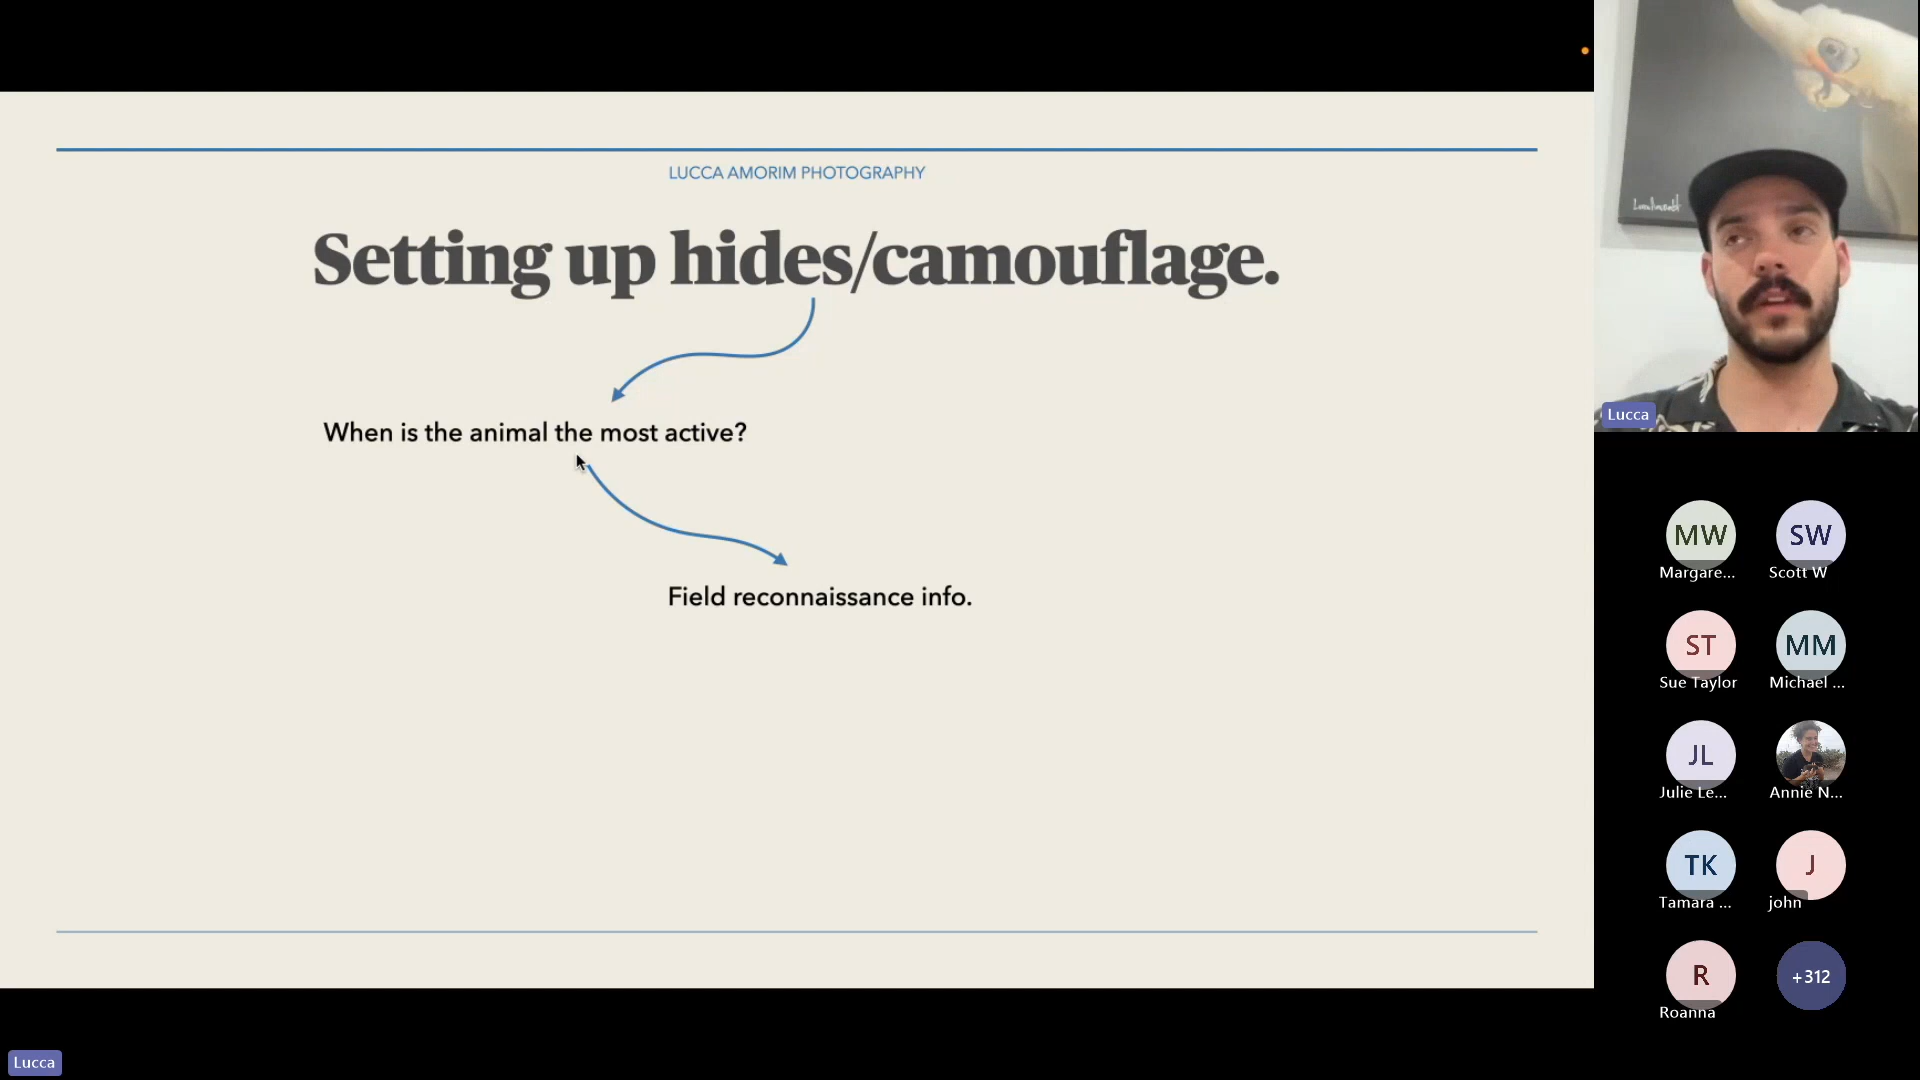 LUCCA AMORIM PHOTOGRAPHY
Setting up hides/camouflage.
When is the animal the most active?
Field reconnaissance info.
Lucca
MW
Margare...
SW
Scott W
ST
Sue Taylor
MM
Michael ...
JL
Julie Le...
Annie N...
TK
Tamara ...
J
john
R
Roanna
+312
Lucca